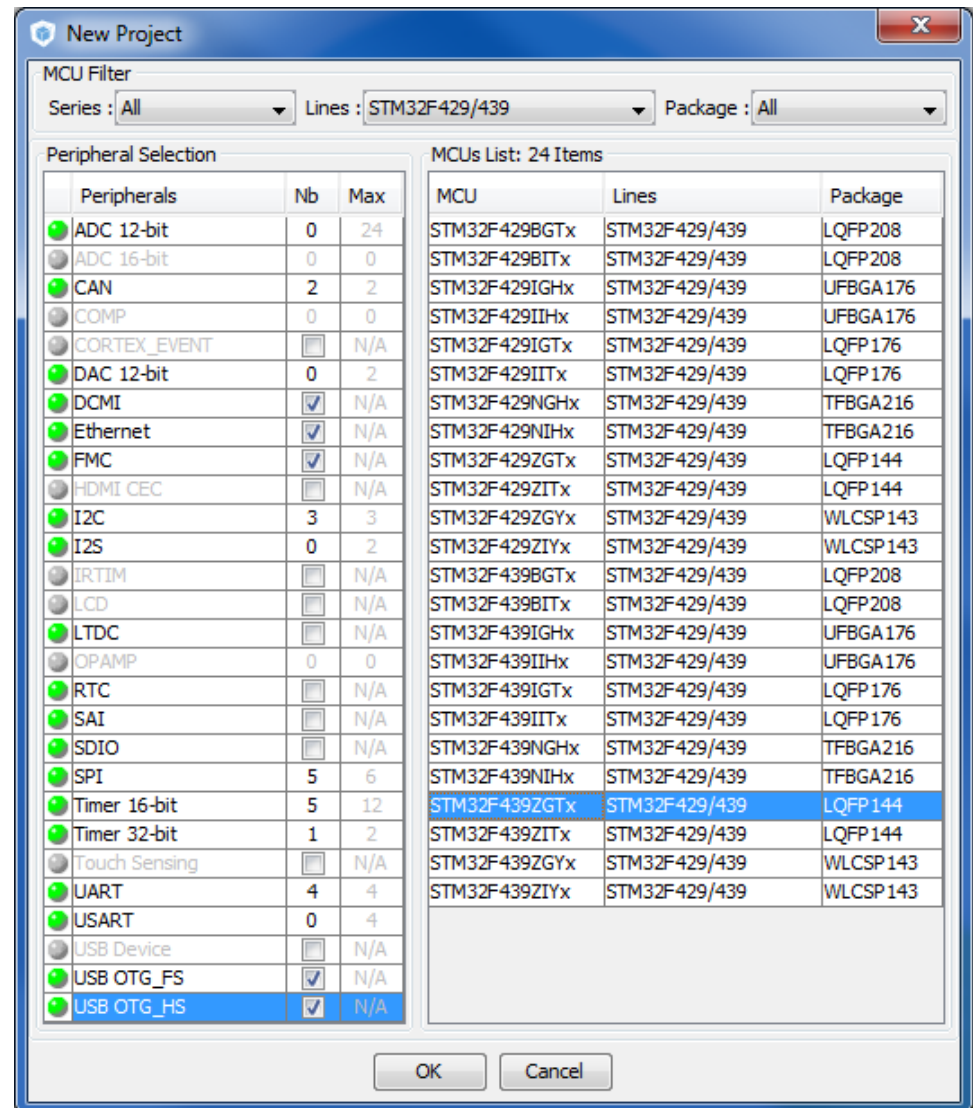 New Project
MCU Filter
Series : All Lines : STM32F429/439 Package : All
Peripheral Selection
Peripherals Nb Max
ADC 12-bit 0 24
ADC 16-bit 0 0
CAN 2 2
COMP 0 0
CORTEX_EVENT N/A
DAC 12-bit 0 2
DCMI N/A
Ethernet N/A
FMC N/A
HDMI CEC N/A
I2C 3 3
I2S 0 2
IRTIM N/A
LCD N/A
LTDC N/A
OPAMP 0 0
RTC N/A
SAI N/A
SDIO N/A
SPI 5 6
Timer 16-bit 5 12
Timer 32-bit 1 2
Touch Sensing N/A
UART 4 4
USART 0 4
USB Device N/A
USB OTG_FS N/A
USB OTG_HS N/A
MCUs List: 24 Items
MCU Lines Package
STM32F429BGTx STM32F429/439 LQFP208
STM32F429BITx STM32F429/439 LQFP208
STM32F429IGHx STM32F429/439 UFBGA176
STM32F429IIHx STM32F429/439 UFBGA176
STM32F429IGTx STM32F429/439 LQFP176
STM32F429IITx STM32F429/439 LQFP176
STM32F429NGHx STM32F429/439 TFBGA216
STM32F429NIHx STM32F429/439 TFBGA216
STM32F429ZGTx STM32F429/439 LQFP144
STM32F429ZITx STM32F429/439 LQFP144
STM32F429ZGYx STM32F429/439 WLCSP143
STM32F429ZIYx STM32F429/439 WLCSP143
STM32F439BGTx STM32F429/439 LQFP208
STM32F439BITx STM32F429/439 LQFP208
STM32F439IGHx STM32F429/439 UFBGA176
STM32F439IIHx STM32F429/439 UFBGA176
STM32F439IGTx STM32F429/439 LQFP176
STM32F439IITx STM32F429/439 LQFP176
STM32F439NGHx STM32F429/439 TFBGA216
STM32F439NIHx STM32F429/439 TFBGA216
STM32F439ZGTx STM32F429/439 LQFP144
STM32F439ZITx STM32F429/439 LQFP144
STM32F439ZGYx STM32F429/439 WLCSP143
STM32F439ZIYx STM32F429/439 WLCSP143
OK Cancel